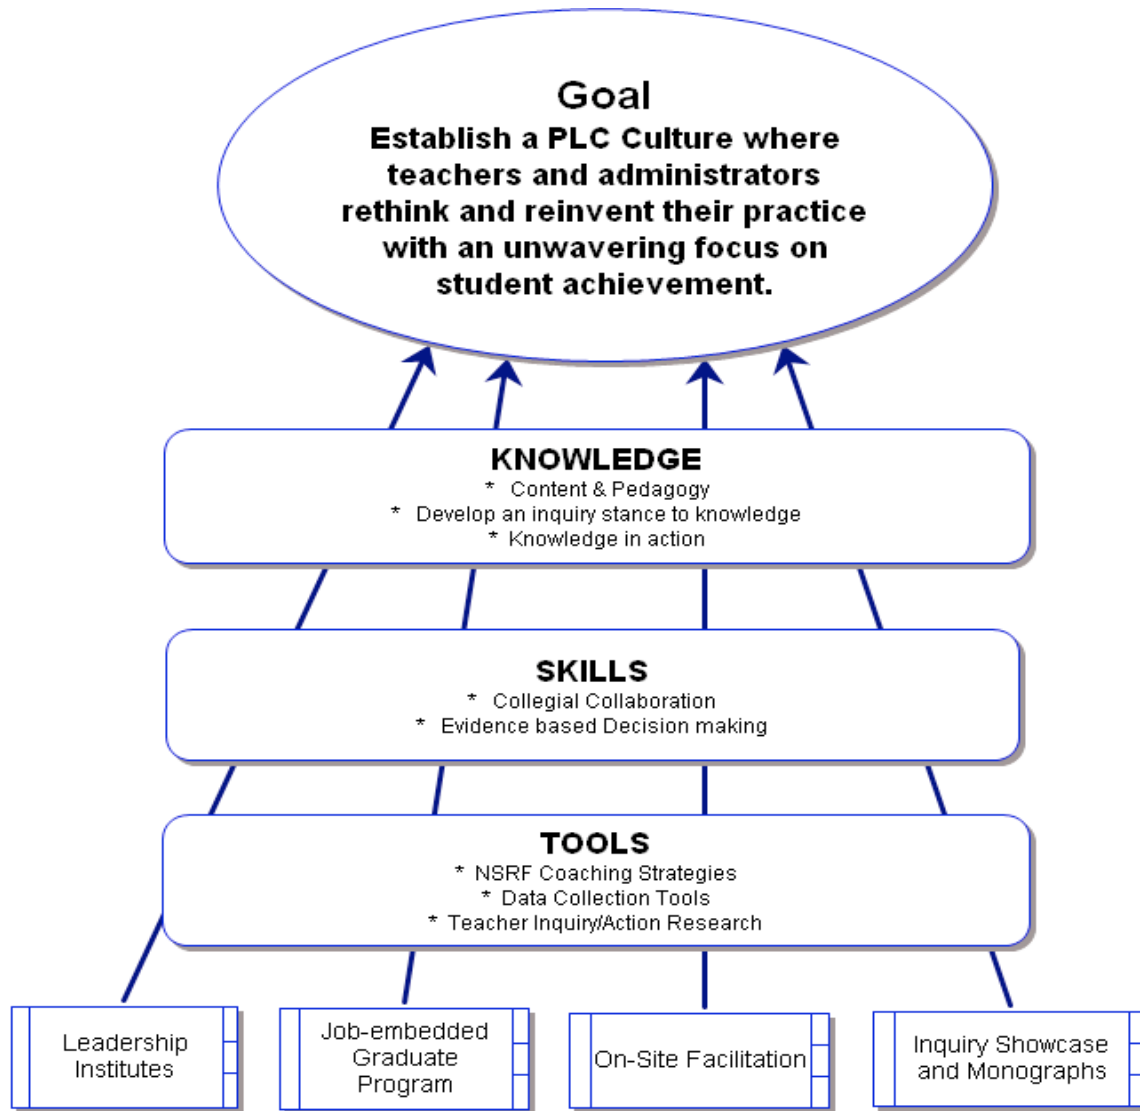 Goal
Establish a PLC Culture where
teachers and administrators
rethink and reinvent their practice
with an unwavering focus on
student achievement.
KNOWLEDGE
* Content & Pedagogy
* Develop an inquiry stance to knowledge
* Knowledge in action
SKILLS
* Collegial Collaboration
* Evidence based Decision making
TOOLS
* NSRF Coaching Strategies
* Data Collection Tools
* Teacher Inquiry/Action Research
Leadership
Institutes
Job-embedded
Graduate
Program
On-Site Facilitation
Inquiry Showcase
and Monographs